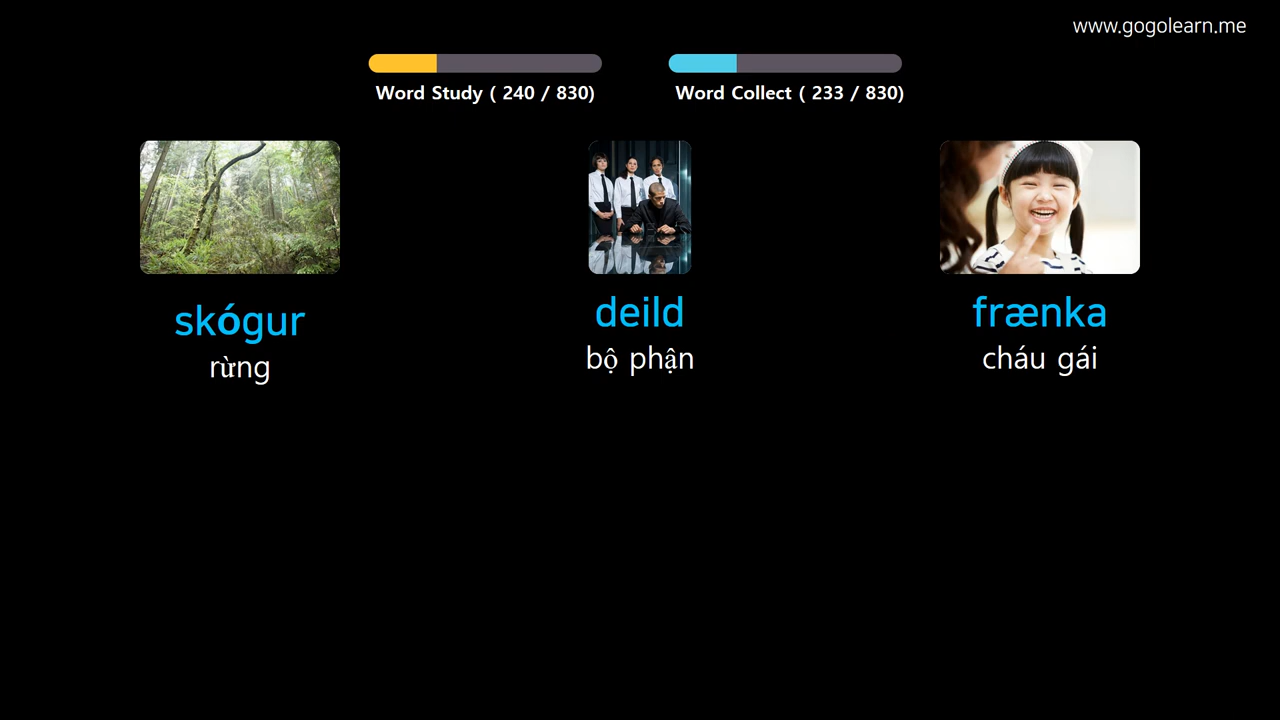 www.gogolearn.me
Word Study ( 240 / 830)
Word Collect ( 233 / 830)
skógur
rừng
deild
bộ phận
frænka
cháu gái